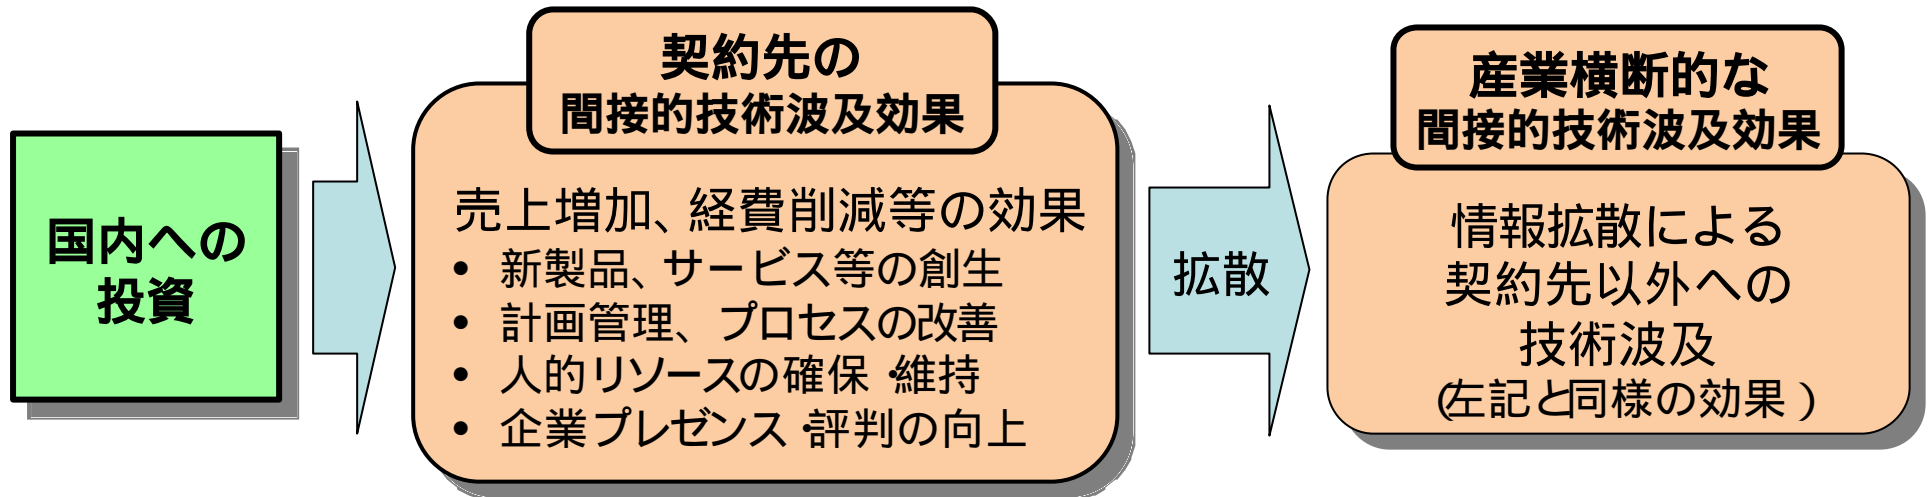 国内への
投資
契約先の
間接的技術波及効果
売上増加、経費削減等の効果
• 新製品、サービス等の創生
• 計画管理、プロセスの改善
• 人的リソースの確保・維持
• 企業プレゼンス・評判の向上
拡散
産業横断的な
間接的技術波及効果
情報拡散による
契約先以外への
技術波及
(左記と同様の効果)